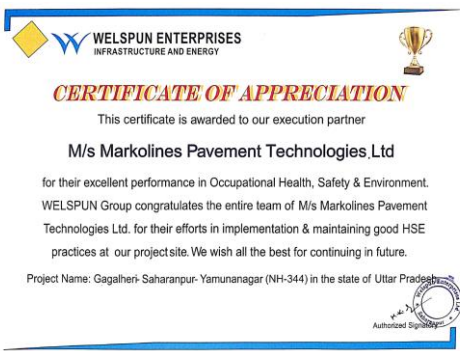 WELSPUN ENTERPRISES
INFRASTRUCTURE AND ENERGY
CERTIFICATE OF APPRECIATION
This certificate is awarded to our execution partner
M/s Markolines Pavement Technologies,Ltd
for their excellent performance in Occupational Health, Safety & Environment.
WELSPUN Group congratulates the entire team of M/s Markolines Pavement
Technologies Ltd. for their efforts in implementation & maintaining good HSE
practices at our project site. We wish all the best for continuing in future.
Project Name: Gagalheri- Saharanpur- Yamunanagar (NH-344) in the state of Uttar Pradesh
Authorized Signatory